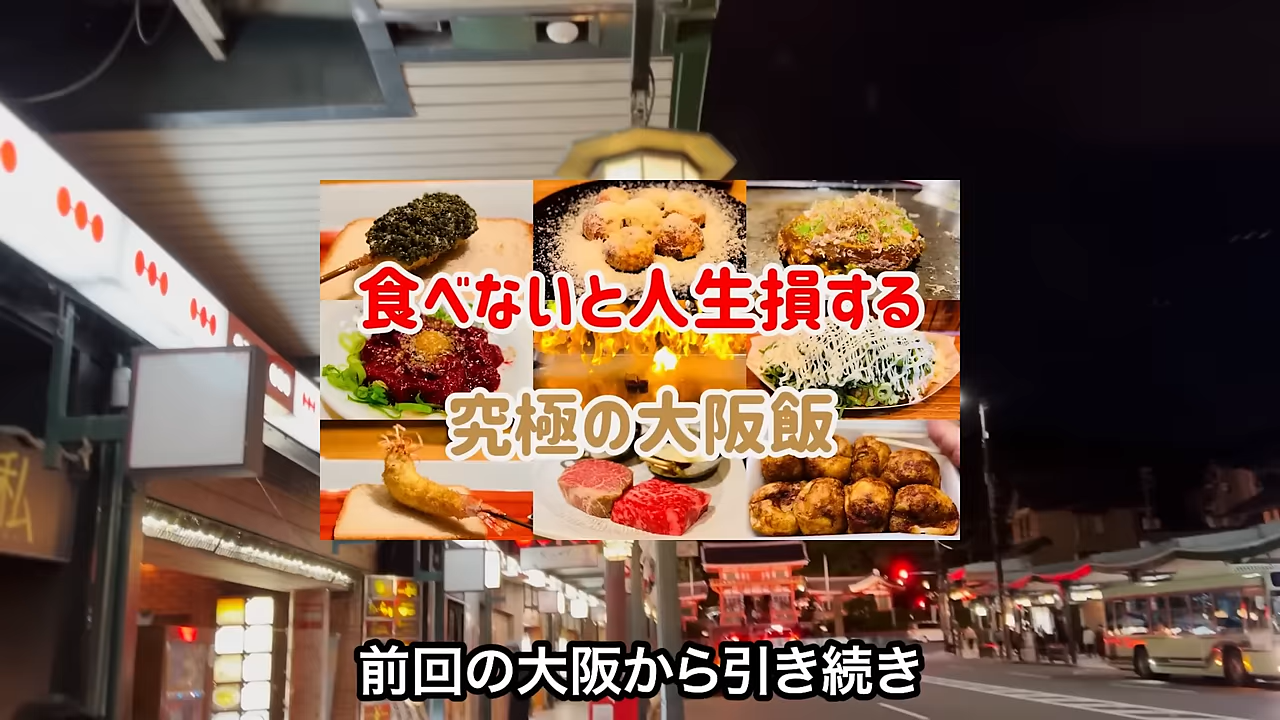 食べないと人生損する
究極の大阪飯
私
前回の大阪から引き続き